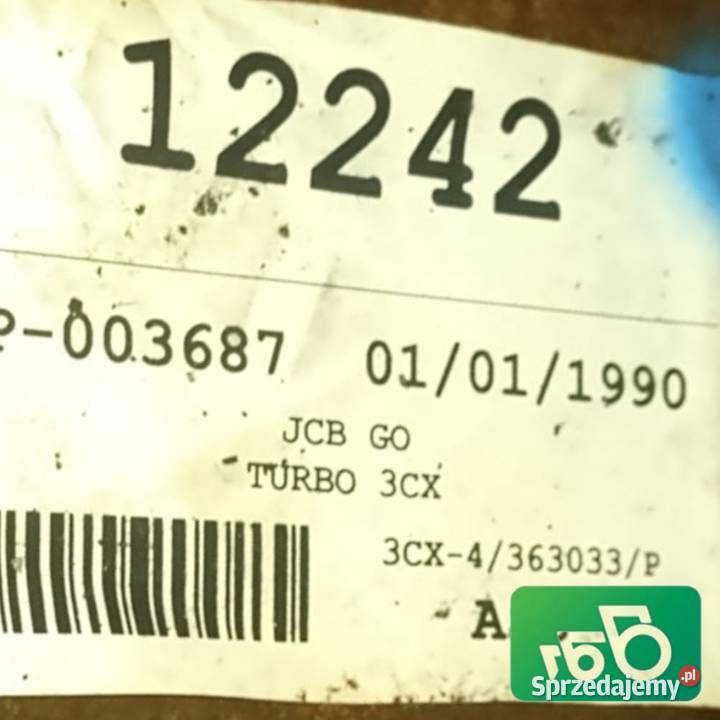 12242
P-003687 01/01/1990
JCB GO
TURBO 3CX
3CX-4/363033/P
A
Sprzedajemy.pl